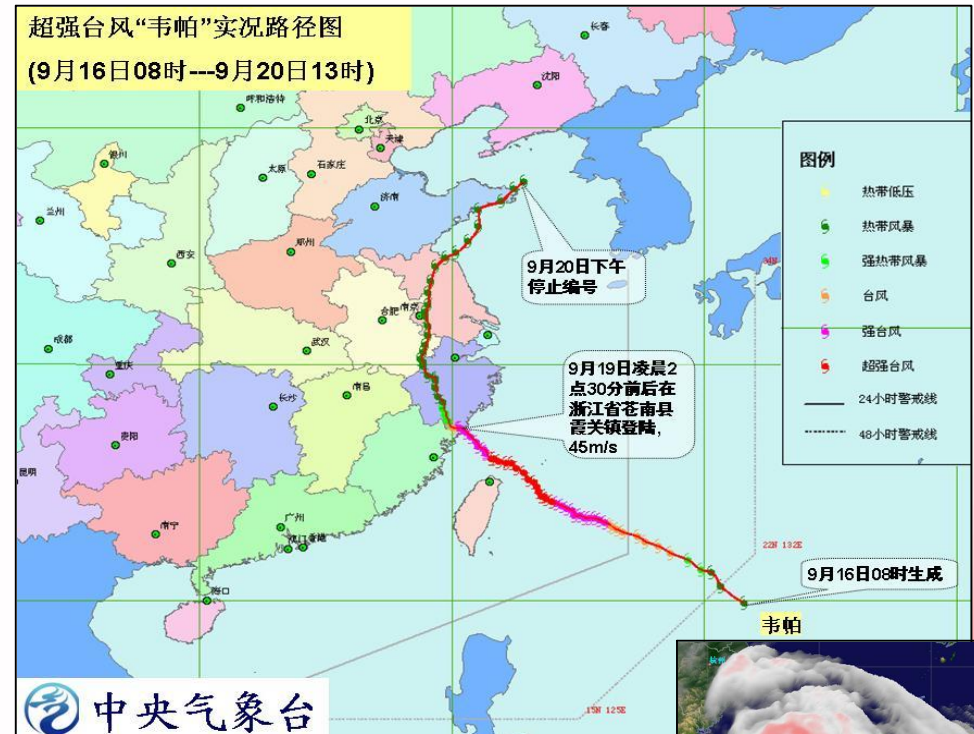 超强台风“韦帕”实况路径图
(9月16日08时---9月20日13时)
长春
沈阳
呼和浩特
北京
天津
银川
太原
石家庄
济南
兰州
西安
郑州
图例
热带低压
热带风暴
强热带风暴
台风
强台风
超强台风
24小时警戒线
48小时警戒线
9月20日下午
停止编号
合肥
南京
成都
武汉
重庆
南昌
长沙
贵阳
昆明
9月19日凌晨2
点30分前后在
浙江省苍南县
霞关镇登陆，
45m/s
南宁
广州
澳门
香港
海口
22N 132E
9月16日08时生成
韦帕
杭州
15N 125E
中央气象台